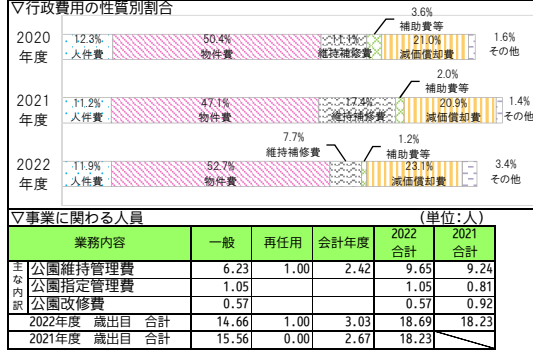 ▽行政費用の性質別割合
2020
年度
12.3%
人件費
50.4%
物件費
11.1%
維持補修費
3.6%
補助費等
21.0%
減価償却費
1.6%
その他
2021
年度
11.2%
人件費
47.1%
物件費
17.4%
維持補修費
2.0%
補助費等
20.9%
減価償却費
1.4%
その他
2022
年度
11.9%
人件費
52.7%
物件費
7.7%
維持補修費
1.2%
補助費等
23.1%
減価償却費
3.4%
その他
▽事業に関わる人員 (単位:人)
業務内容 一般 再任用 会計年度 2022 合計 2021 合計
主な内訳
公園維持管理費 6.23 1.00 2.42 9.65 9.24
公園指定管理費 1.05 1.05 0.81
公園改修費 0.57 0.57 0.92
2022年度 歳出目 合計 14.66 1.00 3.03 18.69 18.23
2021年度 歳出目 合計 15.56 0.00 2.67 18.23